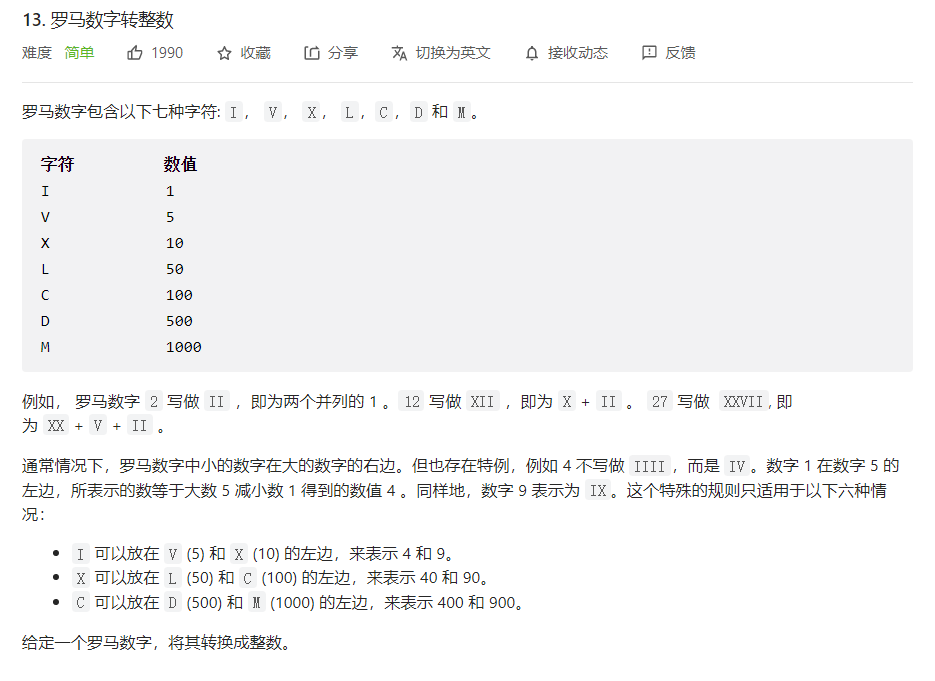 13. 罗马数字转整数
难度 简单 1990 收藏 分享 切换为英文 接收动态 反馈
罗马数字包含以下七种字符: I, V, X, L, C, D 和 M。
字符 数值
I 1
V 5
X 10
L 50
C 100
D 500
M 1000
例如, 罗马数字 2 写做 II ,即为两个并列的 1 。 12 写做 XII ,即为 X + II 。 27 写做 XXVII, 即
为 XX + V + II 。
通常情况下,罗马数字中小的数字在大的数字的右边。但也存在特例,例如 4 不写做 IIII,而是 IV。数字 1 在数字 5 的
左边,所表示的数等于大数 5 减小数 1 得到的数值 4 。同样地,数字 9 表示为 IX。这个特殊的规则只适用于以下六种情
况:
• I 可以放在 V (5) 和 X (10) 的左边,来表示 4 和 9。
• X 可以放在 L (50) 和 C (100) 的左边,来表示 40 和 90。
• C 可以放在 D (500) 和 M (1000) 的左边,来表示 400 和 900。
给定一个罗马数字,将其转换成整数。